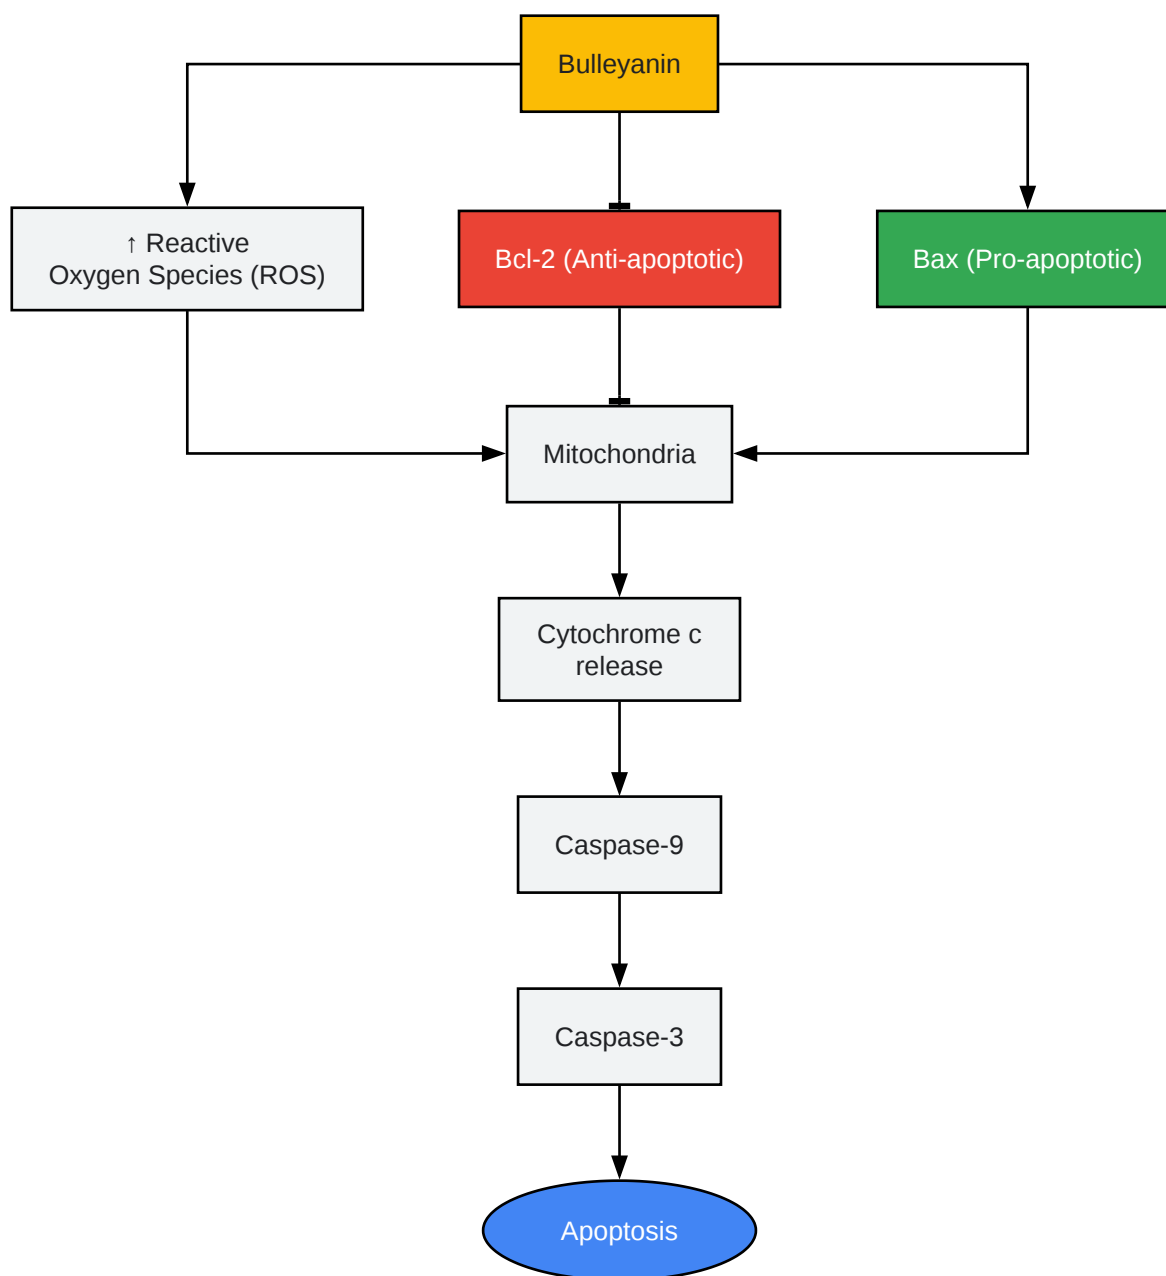 Bulleyanin
↑ Reactive
Oxygen Species (ROS)
Bcl-2 (Anti-apoptotic)
Bax (Pro-apoptotic)
Mitochondria
Cytochrome c
release
Caspase-9
Caspase-3
Apoptosis